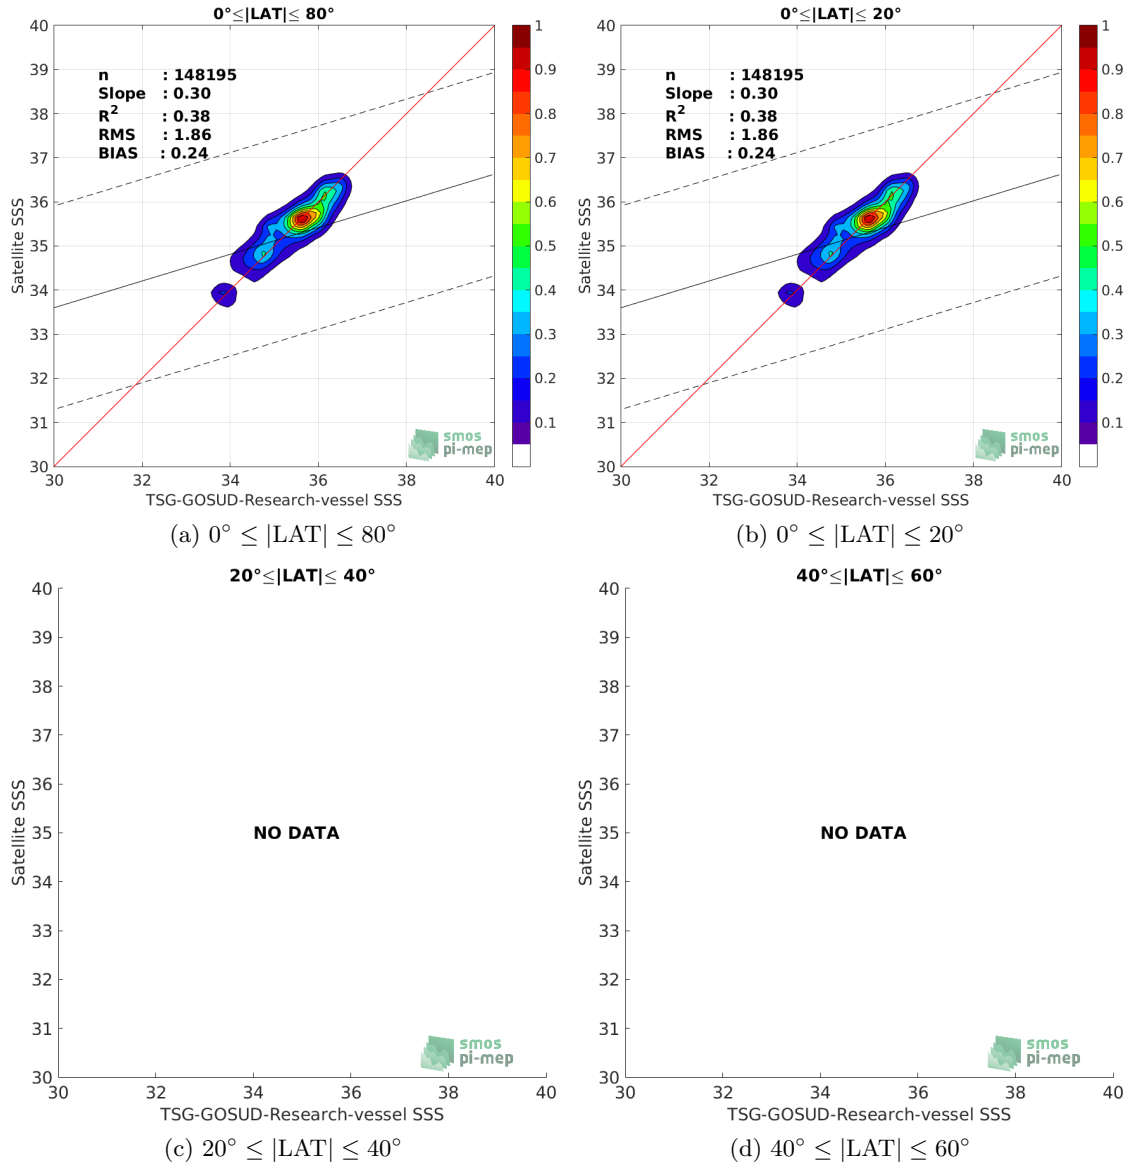 0°≤|LAT|≤ 80°
40
39
38
37
36
35
34
33
32
31
30
n : 148195
Slope : 0.30
R² : 0.38
RMS : 1.86
BIAS : 0.24
Satellite SSS
30 32 34 36 38 40
TSG-GOSUD-Research-vessel SSS
1
0.9
0.8
0.7
0.6
0.5
0.4
0.3
0.2
0.1
smos
pi-mep
(a) 0° ≤ |LAT| ≤ 80°
0°≤|LAT|≤ 20°
40
39
38
37
36
35
34
33
32
31
30
n : 148195
Slope : 0.30
R² : 0.38
RMS : 1.86
BIAS : 0.24
Satellite SSS
30 32 34 36 38 40
TSG-GOSUD-Research-vessel SSS
1
0.9
0.8
0.7
0.6
0.5
0.4
0.3
0.2
0.1
smos
pi-mep
(b) 0° ≤ |LAT| ≤ 20°
20°≤|LAT|≤ 40°
40
39
38
37
36
35
34
33
32
31
30
Satellite SSS
NO DATA
smos
pi-mep
30 32 34 36 38 40
TSG-GOSUD-Research-vessel SSS
(c) 20° ≤ |LAT| ≤ 40°
40°≤|LAT|≤ 60°
40
39
38
37
36
35
34
33
32
31
30
Satellite SSS
NO DATA
smos
pi-mep
30 32 34 36 38 40
TSG-GOSUD-Research-vessel SSS
(d) 40° ≤ |LAT| ≤ 60°